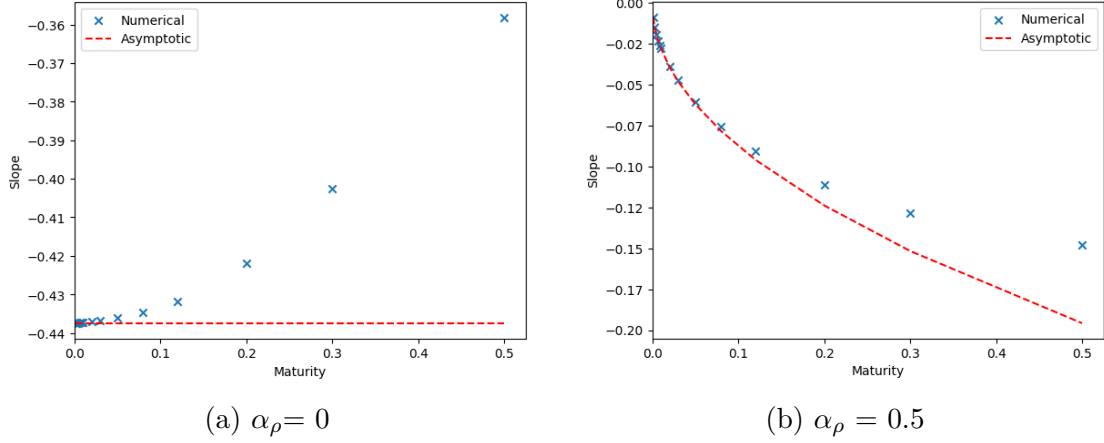 Numerical
Asymptotic
−0.36
−0.37
−0.38
−0.39
−0.40
−0.41
−0.42
−0.43
−0.44
Slope
0.0 0.1 0.2 0.3 0.4 0.5
Maturity
(a) α_ρ= 0
Numerical
Asymptotic
0.00
−0.02
−0.05
−0.07
−0.10
−0.12
−0.15
−0.17
−0.20
Slope
0.0 0.1 0.2 0.3 0.4 0.5
Maturity
(b) α_ρ = 0.5